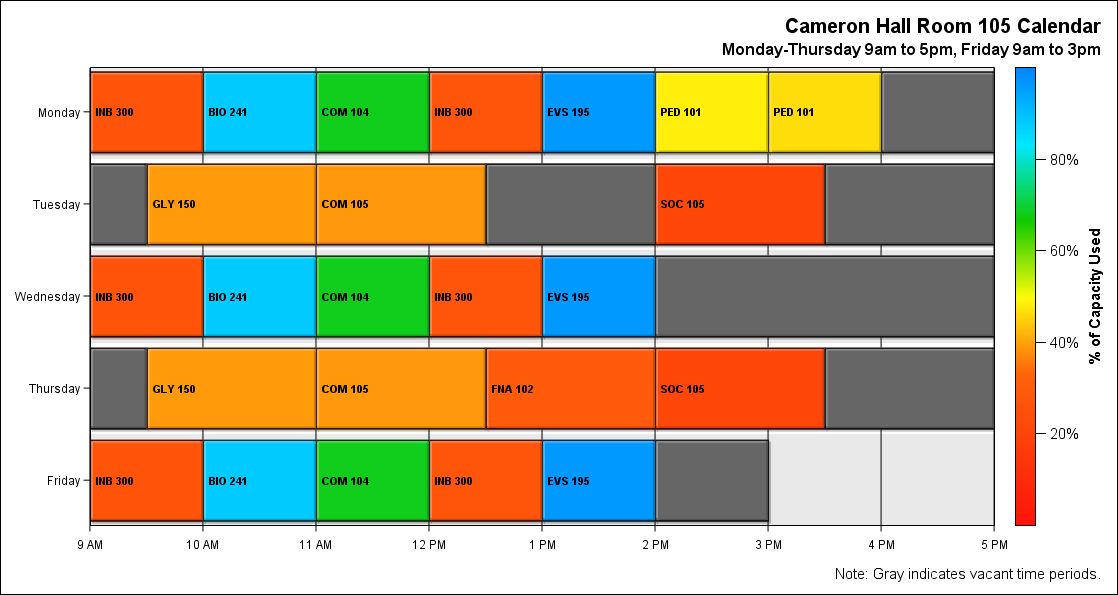 Cameron Hall Room 105 Calendar
Monday-Thursday 9am to 5pm, Friday 9am to 3pm
Monday INB 300 BIO 241 COM 104 INB 300 EVS 195 PED 101 PED 101
Tuesday GLY 150 COM 105 SOC 105
Wednesday INB 300 BIO 241 COM 104 INB 300 EVS 195
Thursday GLY 150 COM 105 FNA 102 SOC 105
Friday INB 300 BIO 241 COM 104 INB 300 EVS 195
9 AM 10 AM 11 AM 12 PM 1 PM 2 PM 3 PM 4 PM 5 PM
80%
60%
40%
20%
% of Capacity Used
Note: Gray indicates vacant time periods.